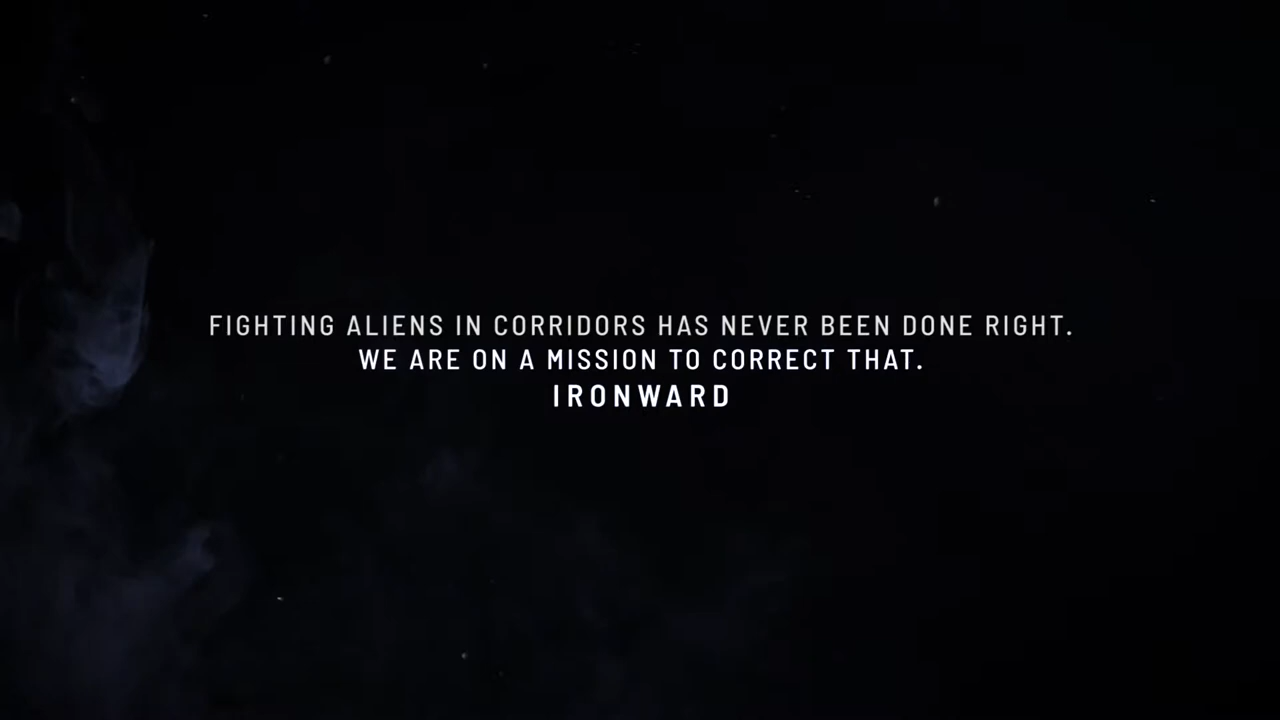 FIGHTING ALIENS IN CORRIDORS HAS NEVER BEEN DONE RIGHT.
WE ARE ON A MISSION TO CORRECT THAT.
IRONWARD